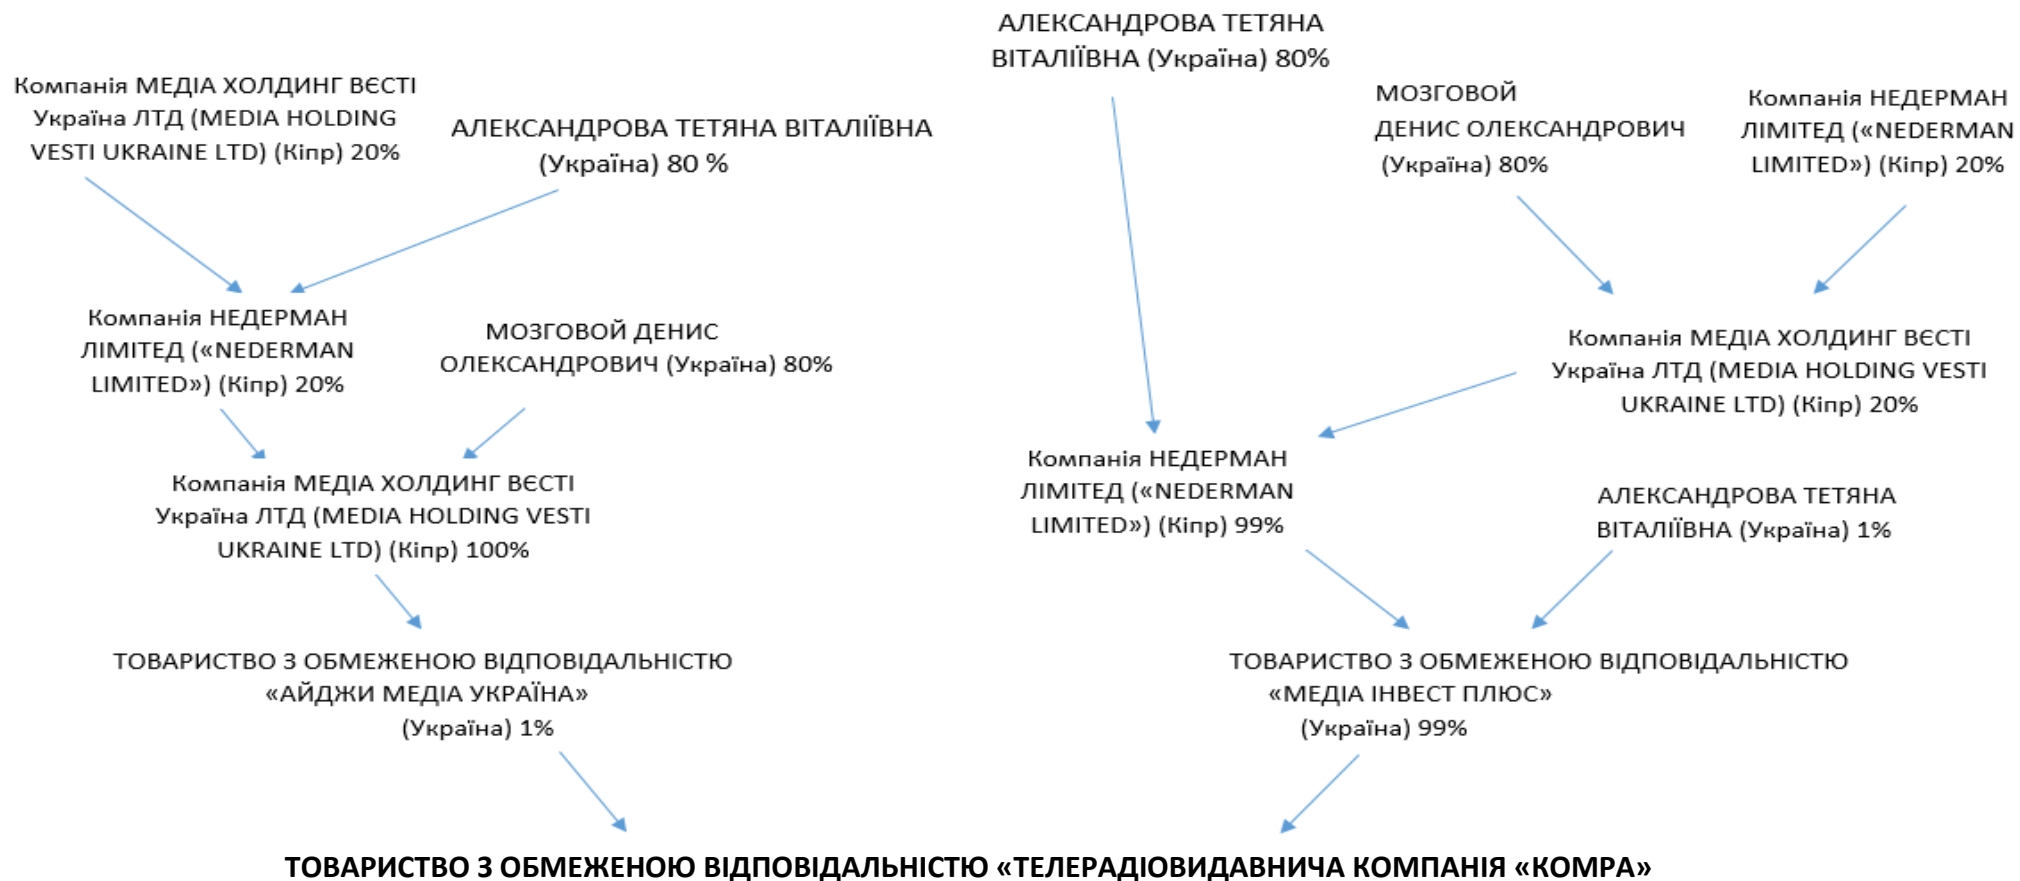 АЛЕКСАНДРОВА ТЕТЯНА
ВІТАЛІЇВНА (Україна) 80%
Компанія МЕДІА ХОЛДИНГ ВЄСТІ
Україна ЛТД (MEDIA HOLDING
VESTI UKRAINE LTD) (Кіпр) 20%
АЛЕКСАНДРОВА ТЕТЯНА ВІТАЛІЇВНА
(Україна) 80 %
МОЗГОВОЙ
ДЕНИС ОЛЕКСАНДРОВИЧ
(Україна) 80%
Компанія НЕДЕРМАН
ЛІМІТЕД («NEDERMAN
LIMITED») (Кіпр) 20%
Компанія НЕДЕРМАН
ЛІМІТЕД («NEDERMAN
LIMITED») (Кіпр) 20%
МОЗГОВОЙ ДЕНИС
ОЛЕКСАНДРОВИЧ (Україна) 80%
Компанія МЕДІА ХОЛДИНГ ВЄСТІ
Україна ЛТД (MEDIA HOLDING VESTI
UKRAINE LTD) (Кіпр) 20%
Компанія МЕДІА ХОЛДИНГ ВЄСТІ
Україна ЛТД (MEDIA HOLDING VESTI
UKRAINE LTD) (Кіпр) 100%
Компанія НЕДЕРМАН
ЛІМІТЕД («NEDERMAN
LIMITED») (Кіпр) 99%
АЛЕКСАНДРОВА ТЕТЯНА
ВІТАЛІЇВНА (Україна) 1%
ТОВАРИСТВО З ОБМЕЖЕНОЮ ВІДПОВІДАЛЬНІСТЮ
«АЙДЖИ МЕДІА УКРАЇНА»
(Україна) 1%
ТОВАРИСТВО З ОБМЕЖЕНОЮ ВІДПОВІДАЛЬНІСТЮ
«МЕДІА ІНВЕСТ ПЛЮС»
(Україна) 99%
ТОВАРИСТВО З ОБМЕЖЕНОЮ ВІДПОВІДАЛЬНІСТЮ «ТЕЛЕРАДІОВИДАВНИЧА КОМПАНІЯ «КОМРА»